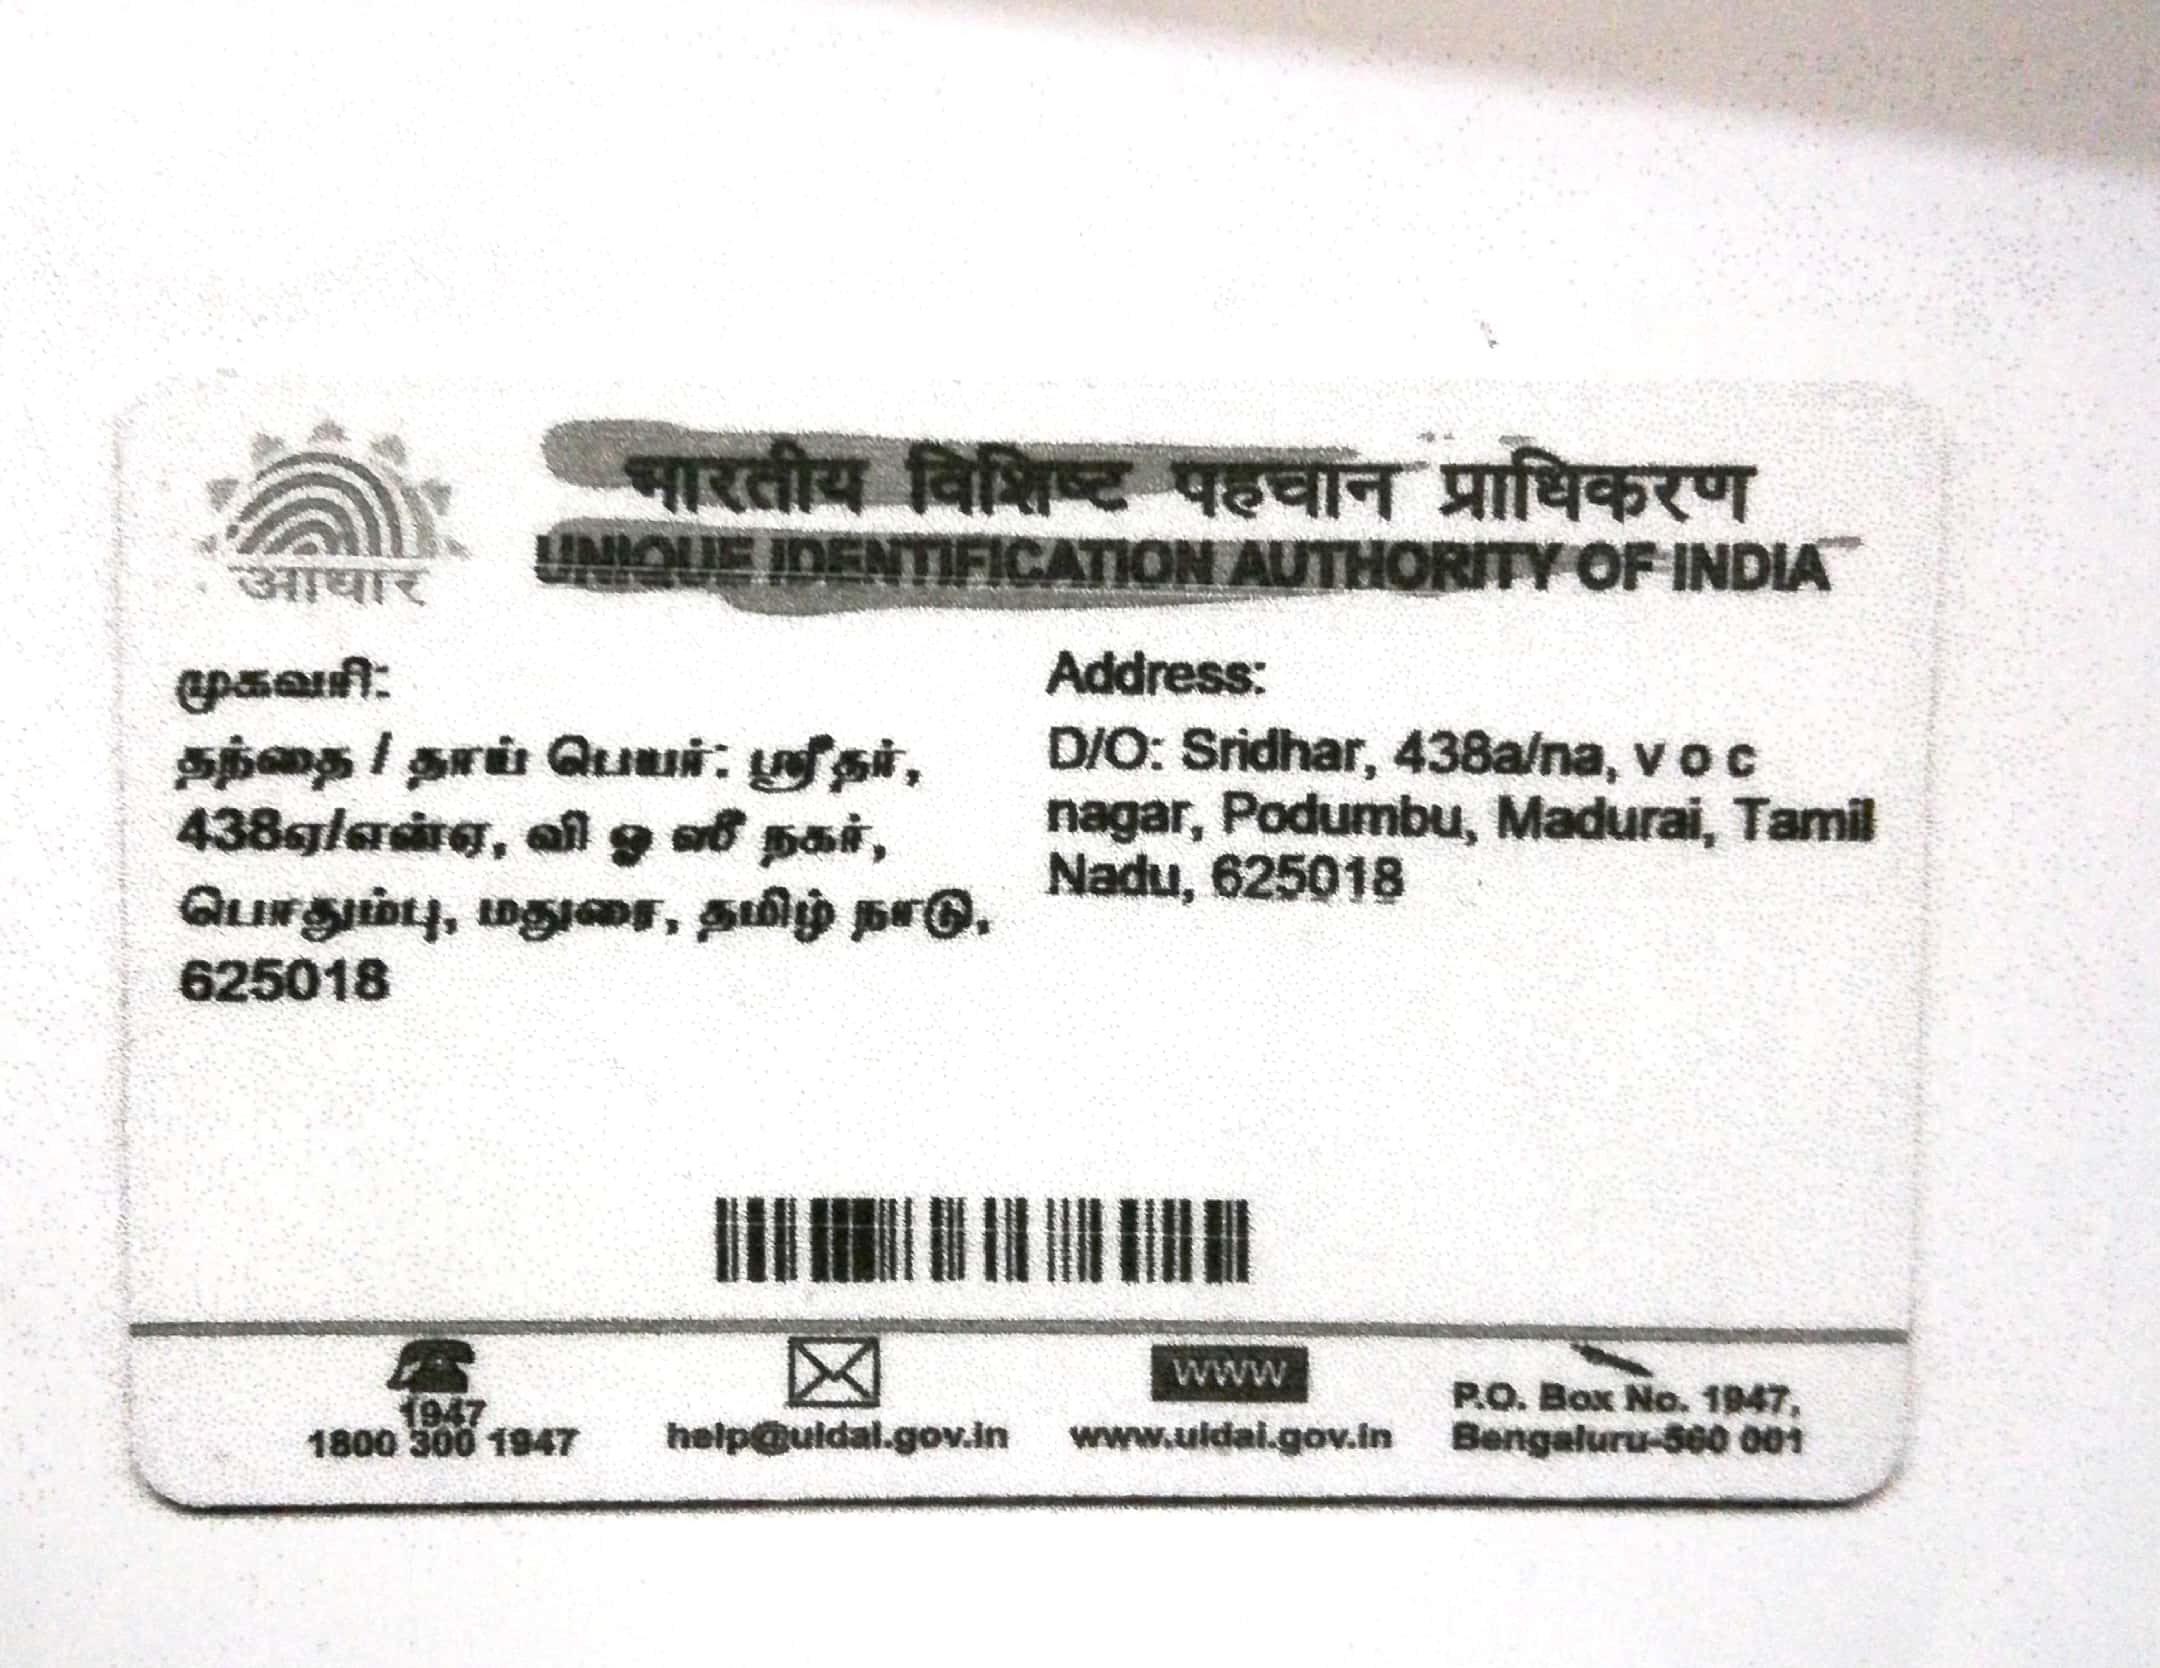 आधार
भारतीय विशिष्ट पहचान प्राधिकरण
UNIQUE IDENTIFICATION AUTHORITY OF INDIA
முகவரி:
தந்தை / தாய் பெயர்: ஸ்ரீதர்,
438ஏ/என்ஏ, வி ஓ ஸீ நகர்,
பொதும்பு, மதுரை, தமிழ் நாடு,
625018
Address:
D/O: Sridhar, 438a/na, v o c
nagar, Podumbu, Madurai, Tamil
Nadu, 625018
1947
1800 300 1947
help@uidai.gov.in
www
www.uidai.gov.in
P.O. Box No. 1947,
Bengaluru-560 001